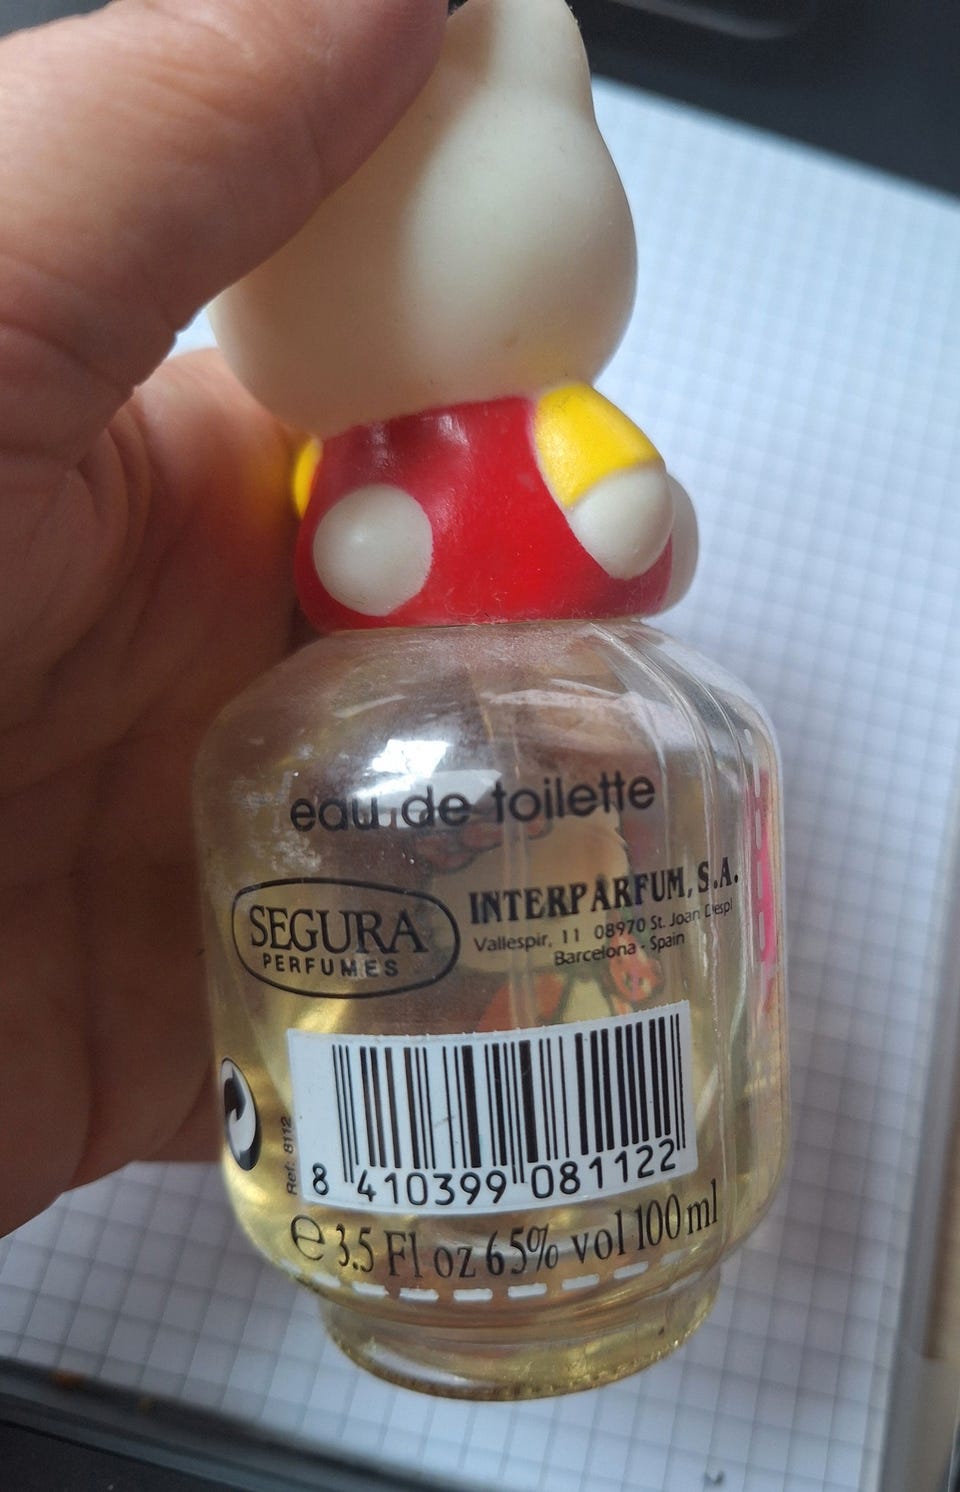 eau de toilette
SEGURA
PERFUMES
INTERPARFUM, S.A.
Vallespir, 11 08970 St. Joan Despí
Barcelona - Spain
Ref: 8112
8 410399 081122
e 3.5 Fl oz 65% vol 100 ml